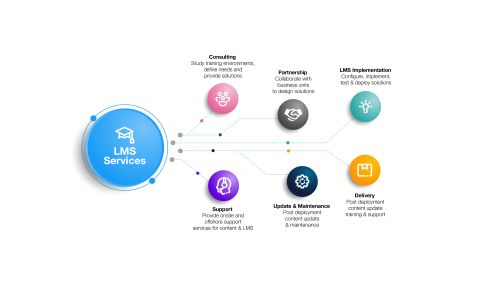 LMS
Services
Consulting
Study training environments,
define needs and
provide solutions
Partnership
Collaborate with
business units
to design solutions
LMS Implementation
Configure, implement,
test & deploy solutions
Support
Provide onsite and
offshore support
services for content & LMS
Update & Maintenance
Post deployment
content update
& maintenance
Delivery
Post deployment
content update
training & support